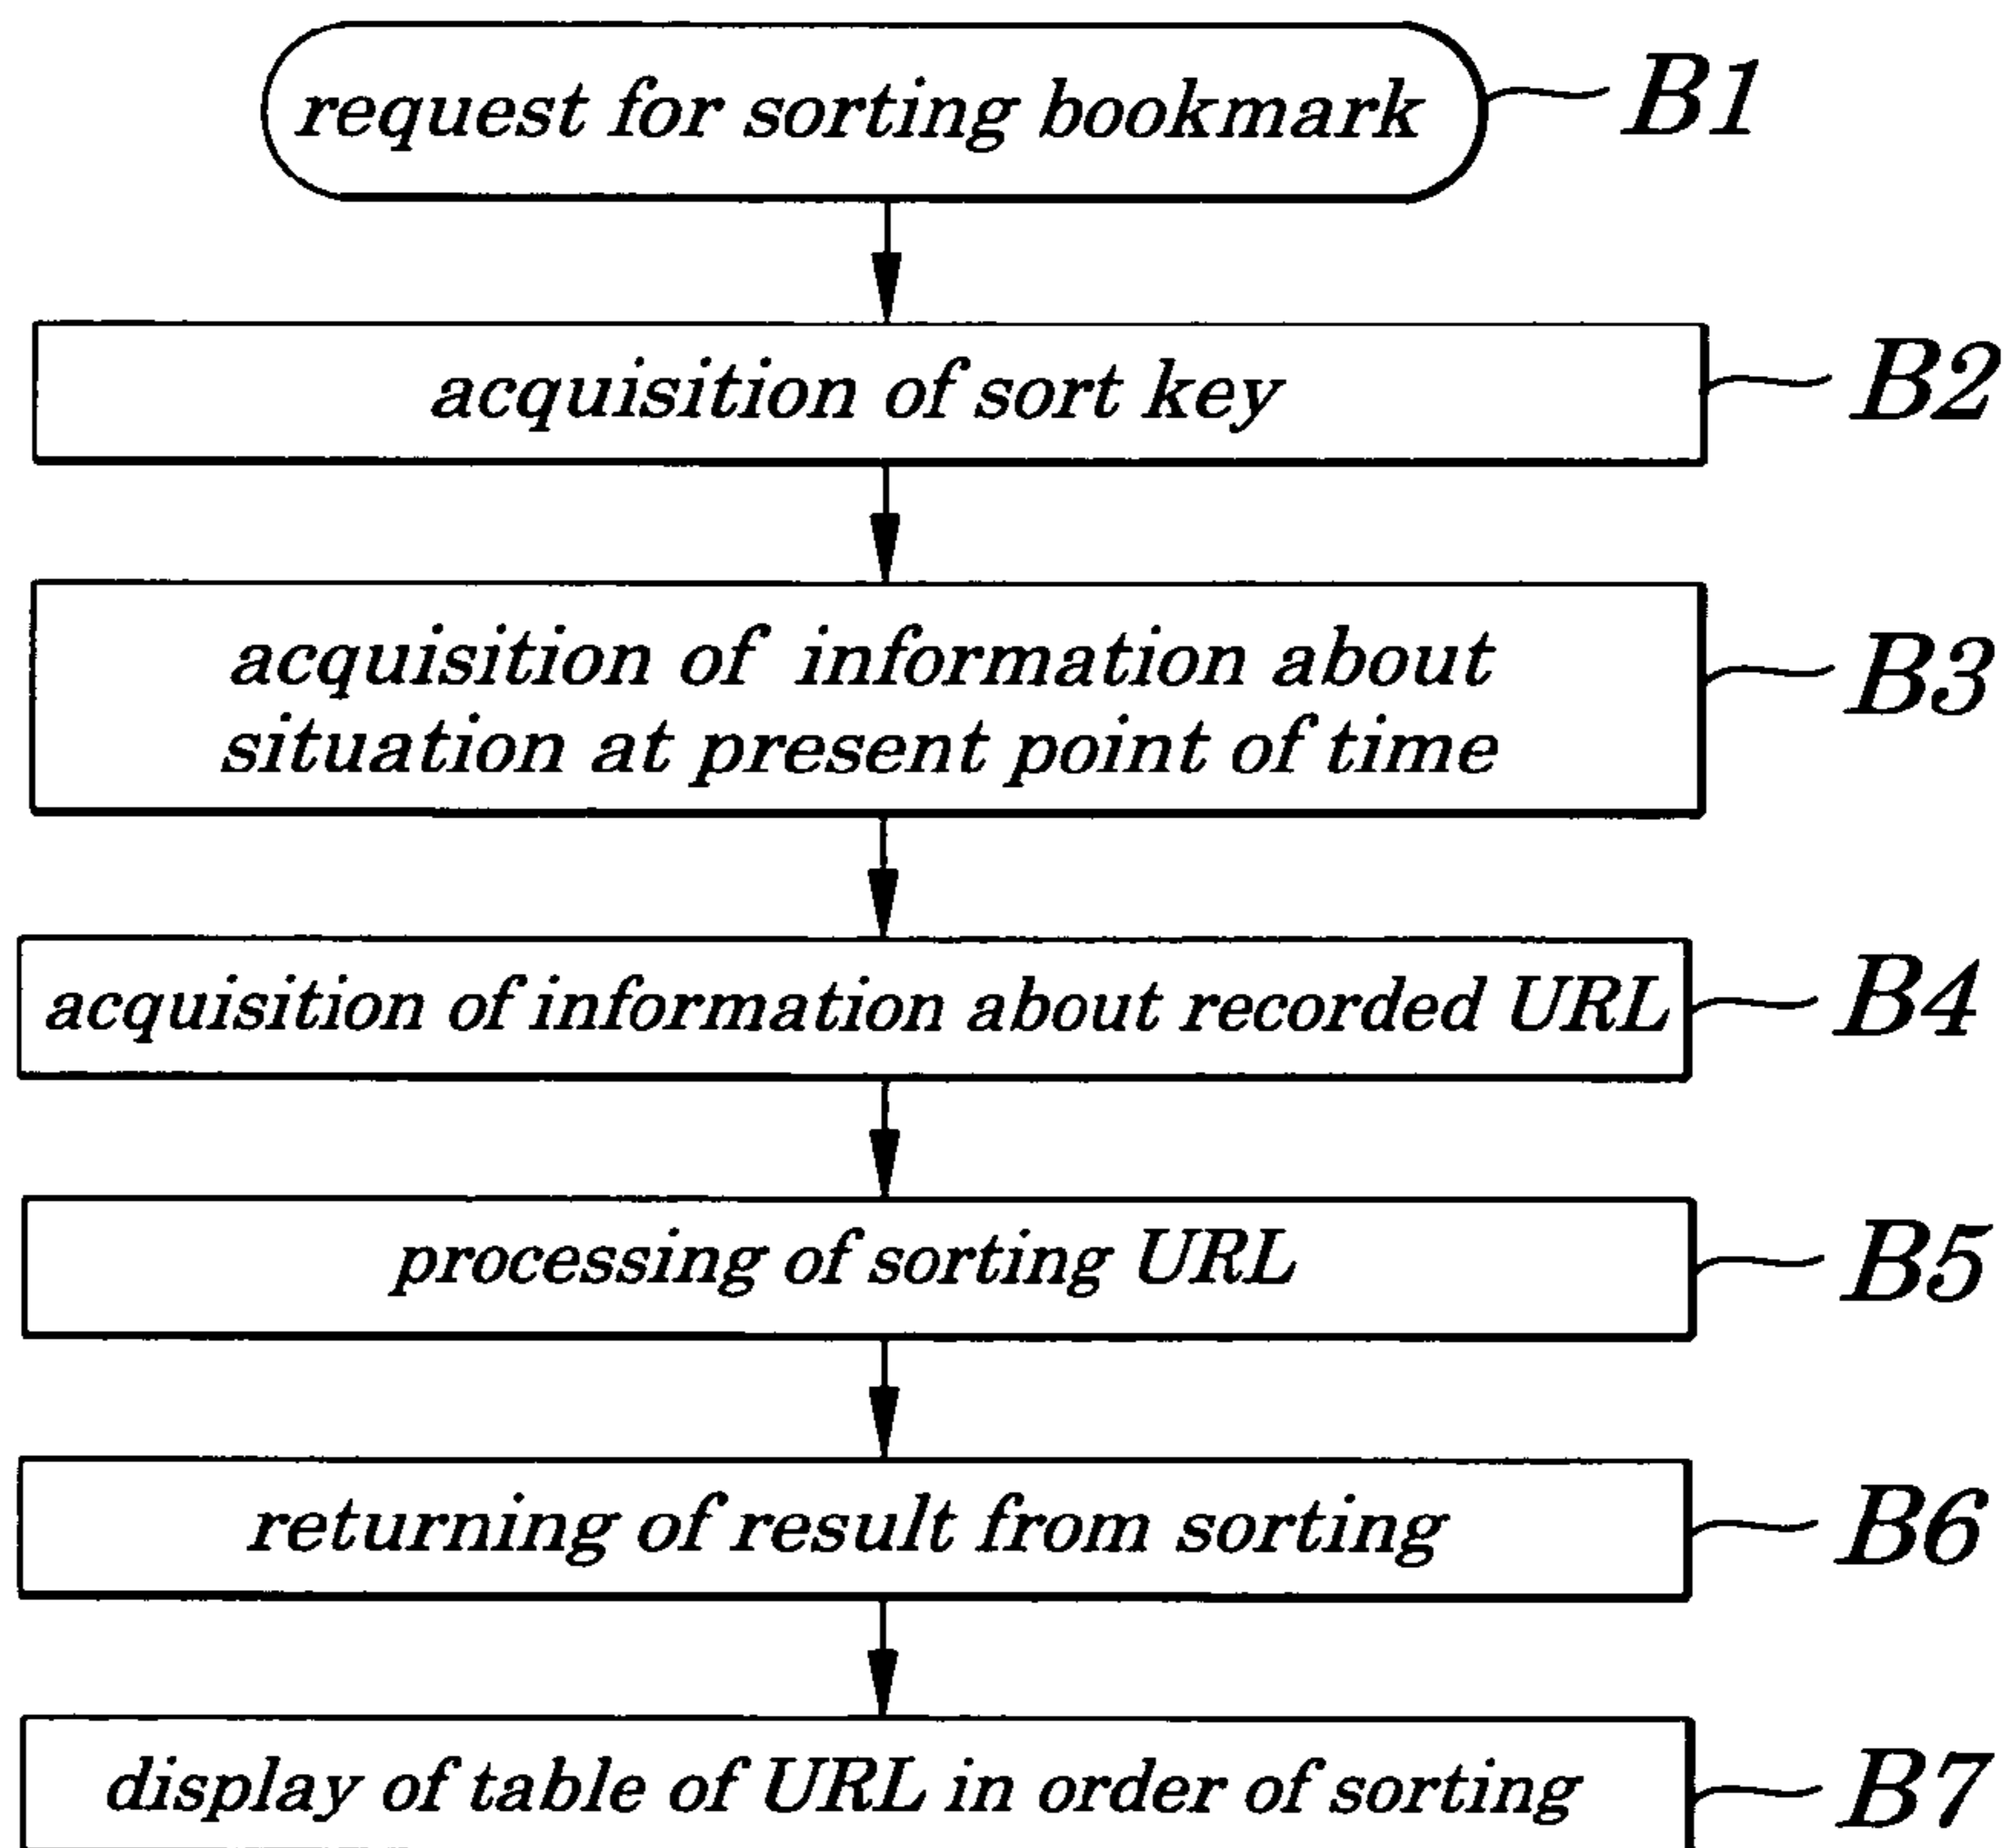 request for sorting bookmark B1
acquisition of sort key B2
acquisition of information about
situation at present point of time B3
acquisition of information about recorded URL B4
processing of sorting URL B5
returning of result from sorting B6
display of table of URL in order of sorting B7